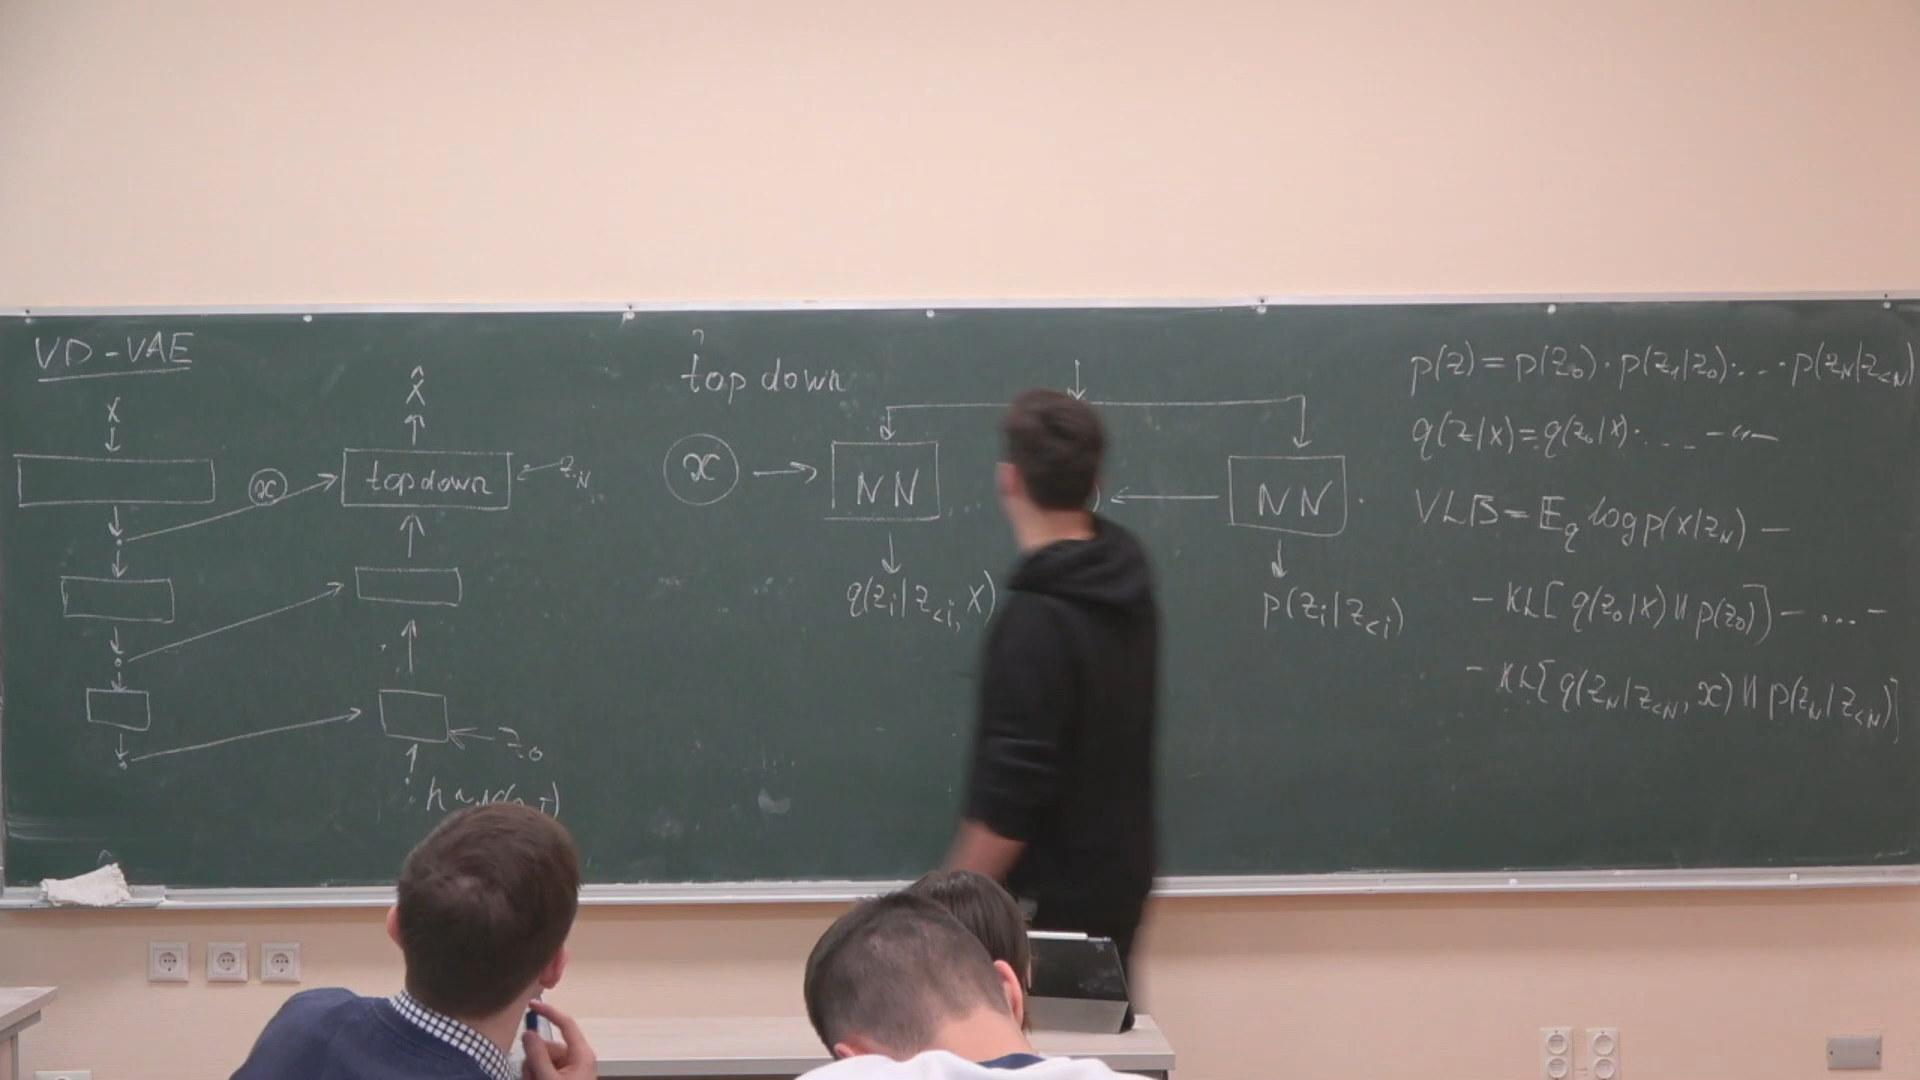 VD-VAE
x
x
top down
z_N
z_0
x̂
?
top down
x
NN
q(z_i|z_{<i}, x)
)
NN
p(z_i|z_{<i})
p(z) = p(z_0) · p(z_1|z_0) · ... · p(z_N|z_{<N})
q(z|x) = q(z_0|x) · ... -"-
VLB = E_q log p(x|z_N) -
- KL[q(z_0|x) || p(z_0)] - ... -
- KL[q(z_N|z_{<N}, x) || p(z_N|z_{<N})]